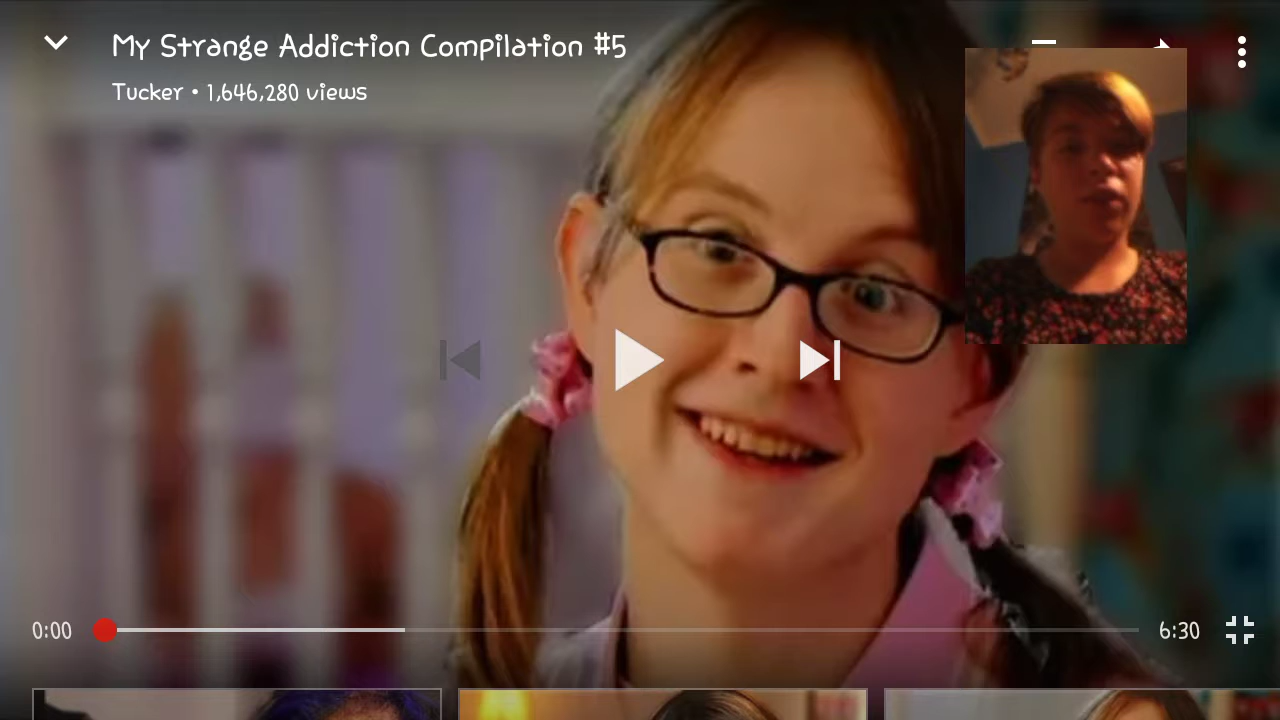 My Strange Addiction Compilation #5
Tucker • 1,646,280 views
0:00
6:30